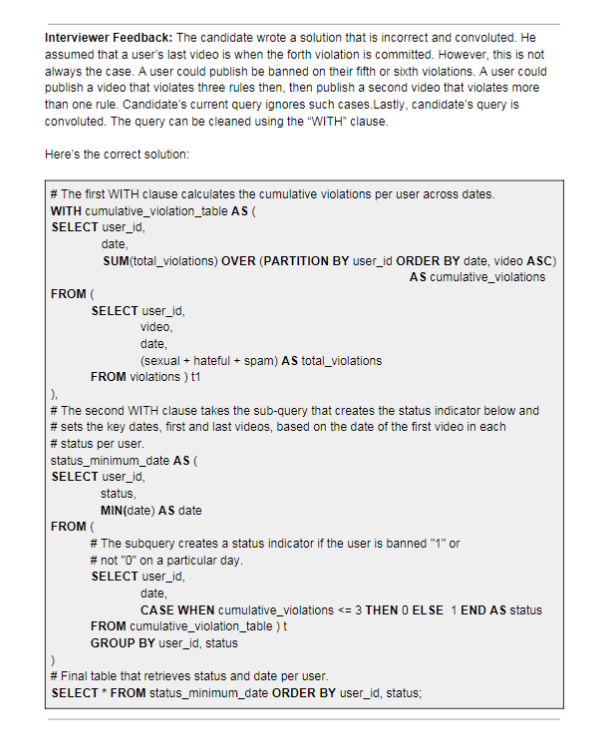 Interviewer Feedback: The candidate wrote a solution that is incorrect and convoluted. He
assumed that a user's last video is when the forth violation is committed. However, this is not
always the case. A user could publish be banned on their fifth or sixth violations. A user could
publish a video that violates three rules then, then publish a second video that violates more
than one rule. Candidate's current query ignores such cases.Lastly, candidate's query is
convoluted. The query can be cleaned using the "WITH" clause.
Here's the correct solution:
# The first WITH clause calculates the cumulative violations per user across dates.
WITH cumulative_violation_table AS (
SELECT user_id,
date,
SUM(total_violations) OVER (PARTITION BY user_id ORDER BY date, video ASC)
AS cumulative_violations
FROM (
SELECT user_id,
video,
date,
(sexual + hateful + spam) AS total_violations
FROM violations ) t1
),
# The second WITH clause takes the sub-query that creates the status indicator below and
# sets the key dates, first and last videos, based on the date of the first video in each
# status per user.
status_minimum_date AS (
SELECT user_id,
status,
MIN(date) AS date
FROM (
# The subquery creates a status indicator if the user is banned "1" or
# not "0" on a particular day.
SELECT user_id,
date,
CASE WHEN cumulative_violations <= 3 THEN 0 ELSE 1 END AS status
FROM cumulative_violation_table ) t
GROUP BY user_id, status
)
# Final table that retrieves status and date per user.
SELECT * FROM status_minimum_date ORDER BY user_id, status;